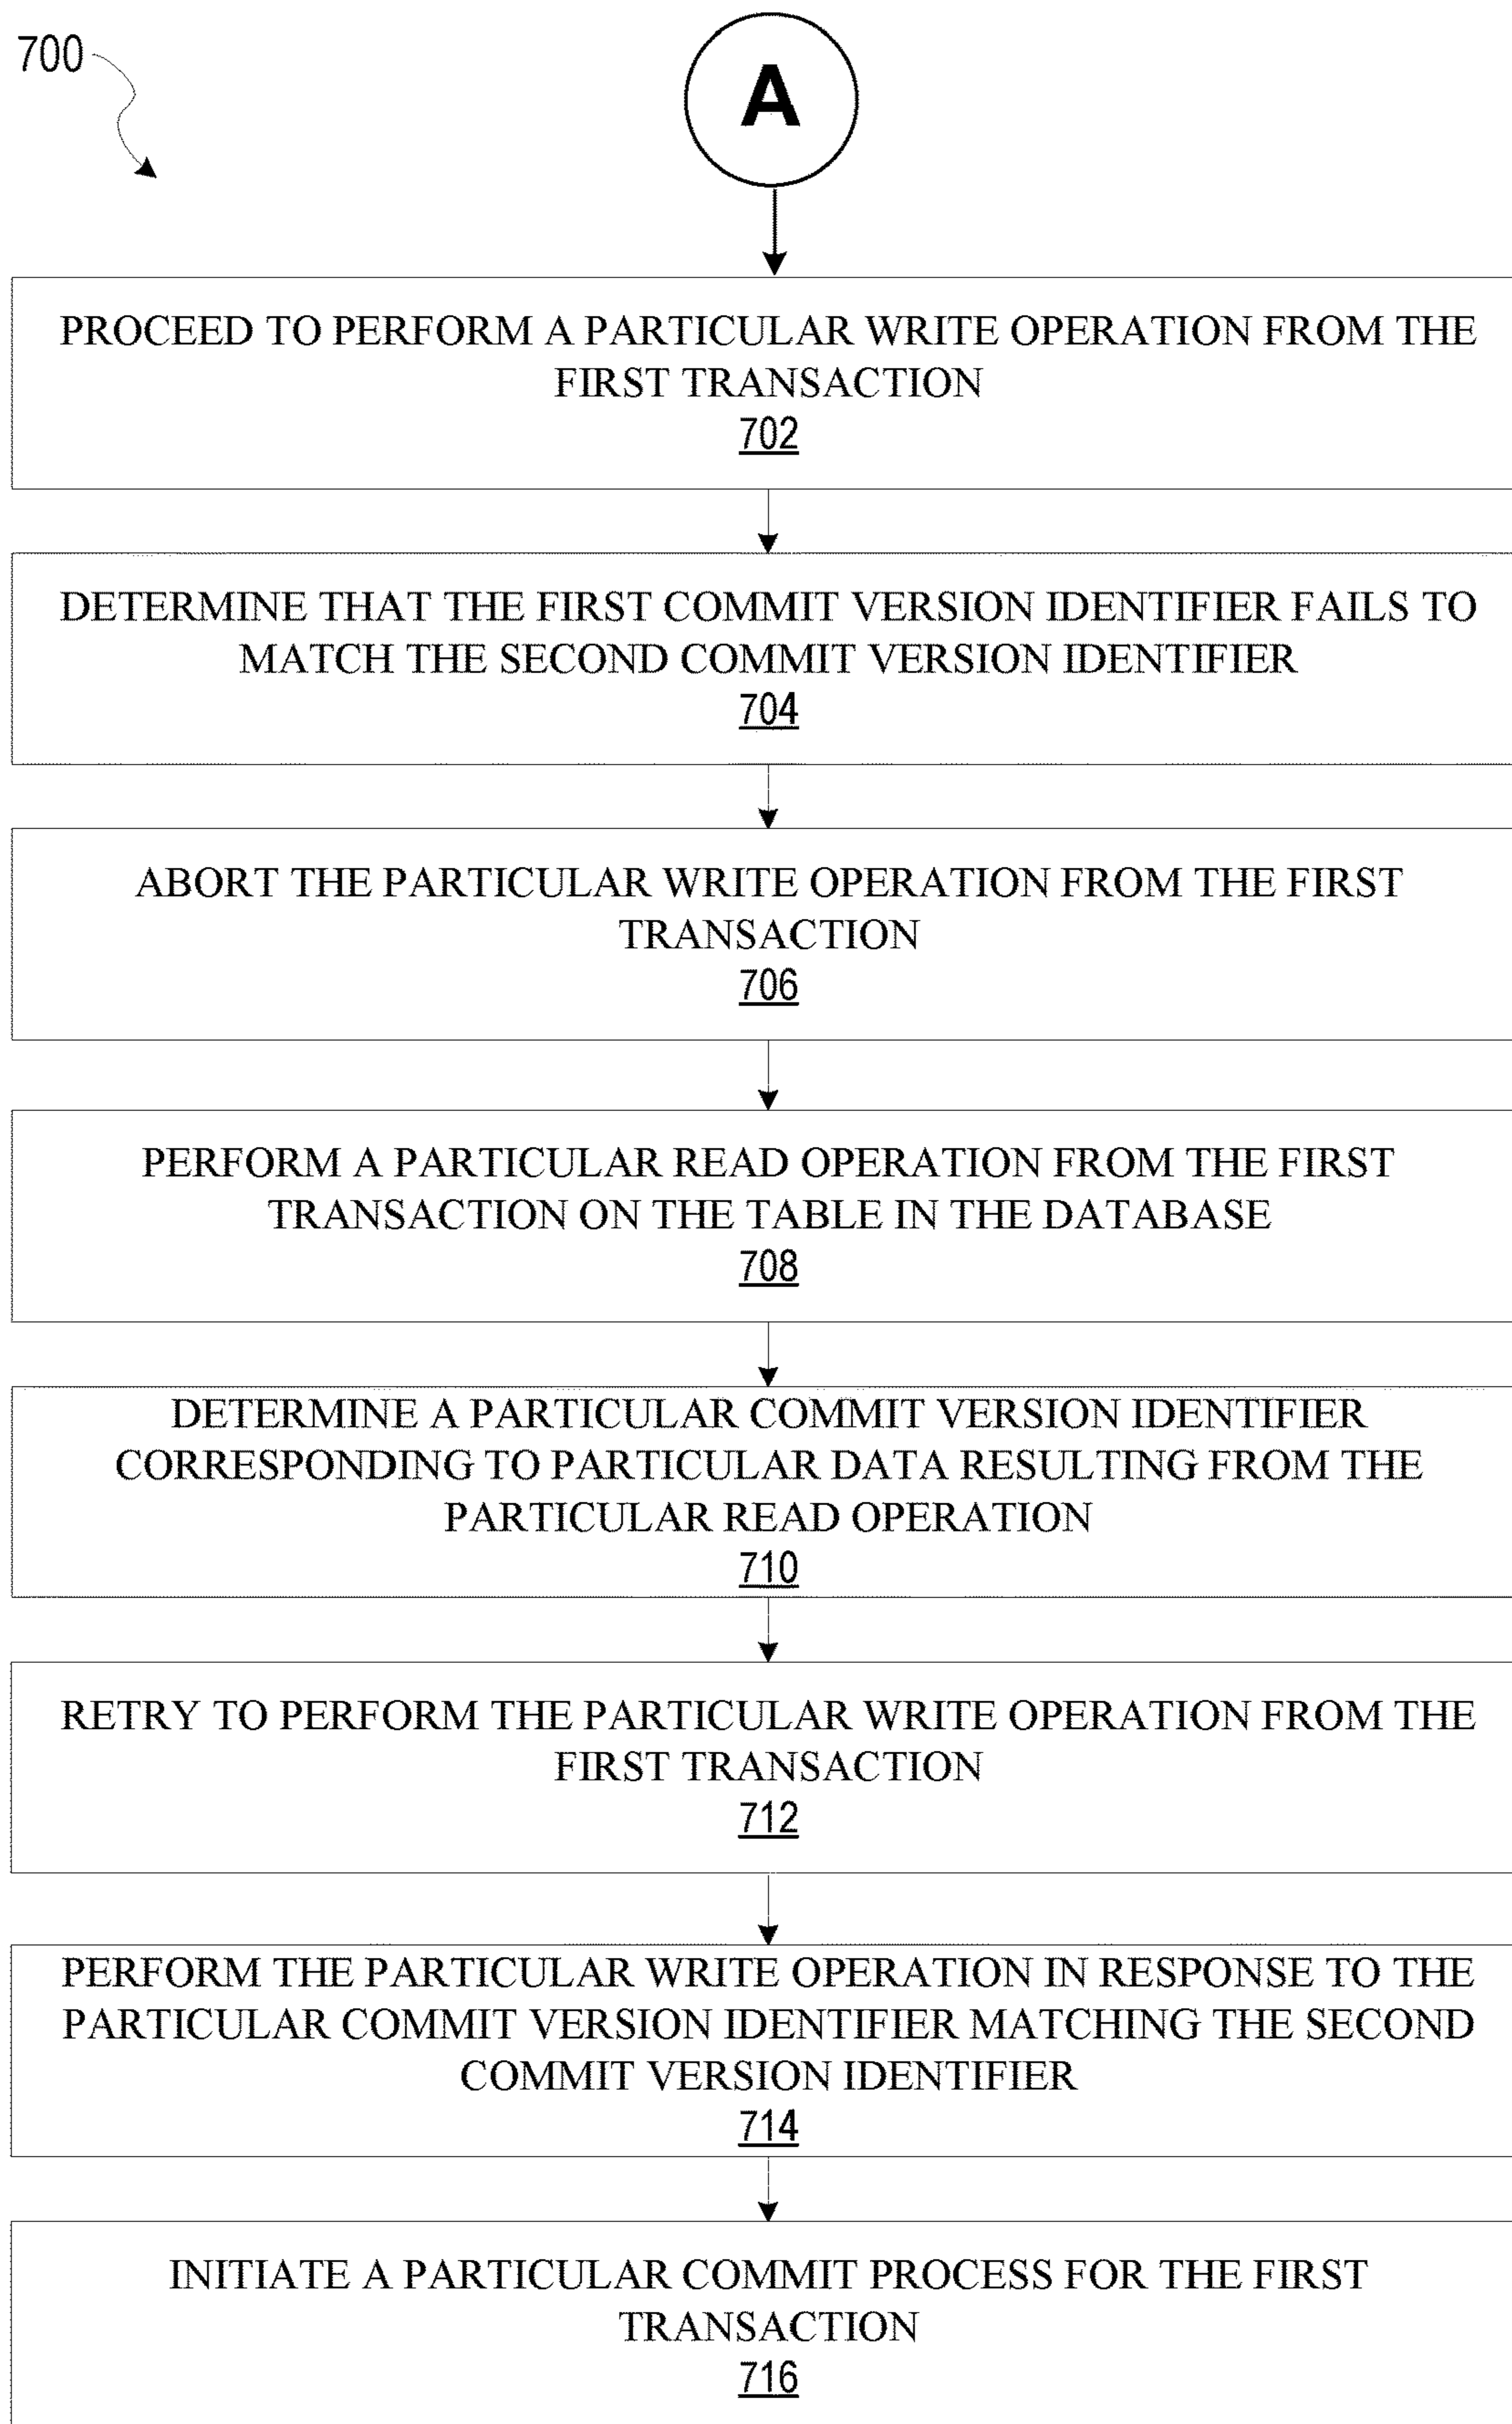 700
A
PROCEED TO PERFORM A PARTICULAR WRITE OPERATION FROM THE
FIRST TRANSACTION
702
DETERMINE THAT THE FIRST COMMIT VERSION IDENTIFIER FAILS TO
MATCH THE SECOND COMMIT VERSION IDENTIFIER
704
ABORT THE PARTICULAR WRITE OPERATION FROM THE FIRST
TRANSACTION
706
PERFORM A PARTICULAR READ OPERATION FROM THE FIRST
TRANSACTION ON THE TABLE IN THE DATABASE
708
DETERMINE A PARTICULAR COMMIT VERSION IDENTIFIER
CORRESPONDING TO PARTICULAR DATA RESULTING FROM THE
PARTICULAR READ OPERATION
710
RETRY TO PERFORM THE PARTICULAR WRITE OPERATION FROM THE
FIRST TRANSACTION
712
PERFORM THE PARTICULAR WRITE OPERATION IN RESPONSE TO THE
PARTICULAR COMMIT VERSION IDENTIFIER MATCHING THE SECOND
COMMIT VERSION IDENTIFIER
714
INITIATE A PARTICULAR COMMIT PROCESS FOR THE FIRST
TRANSACTION
716